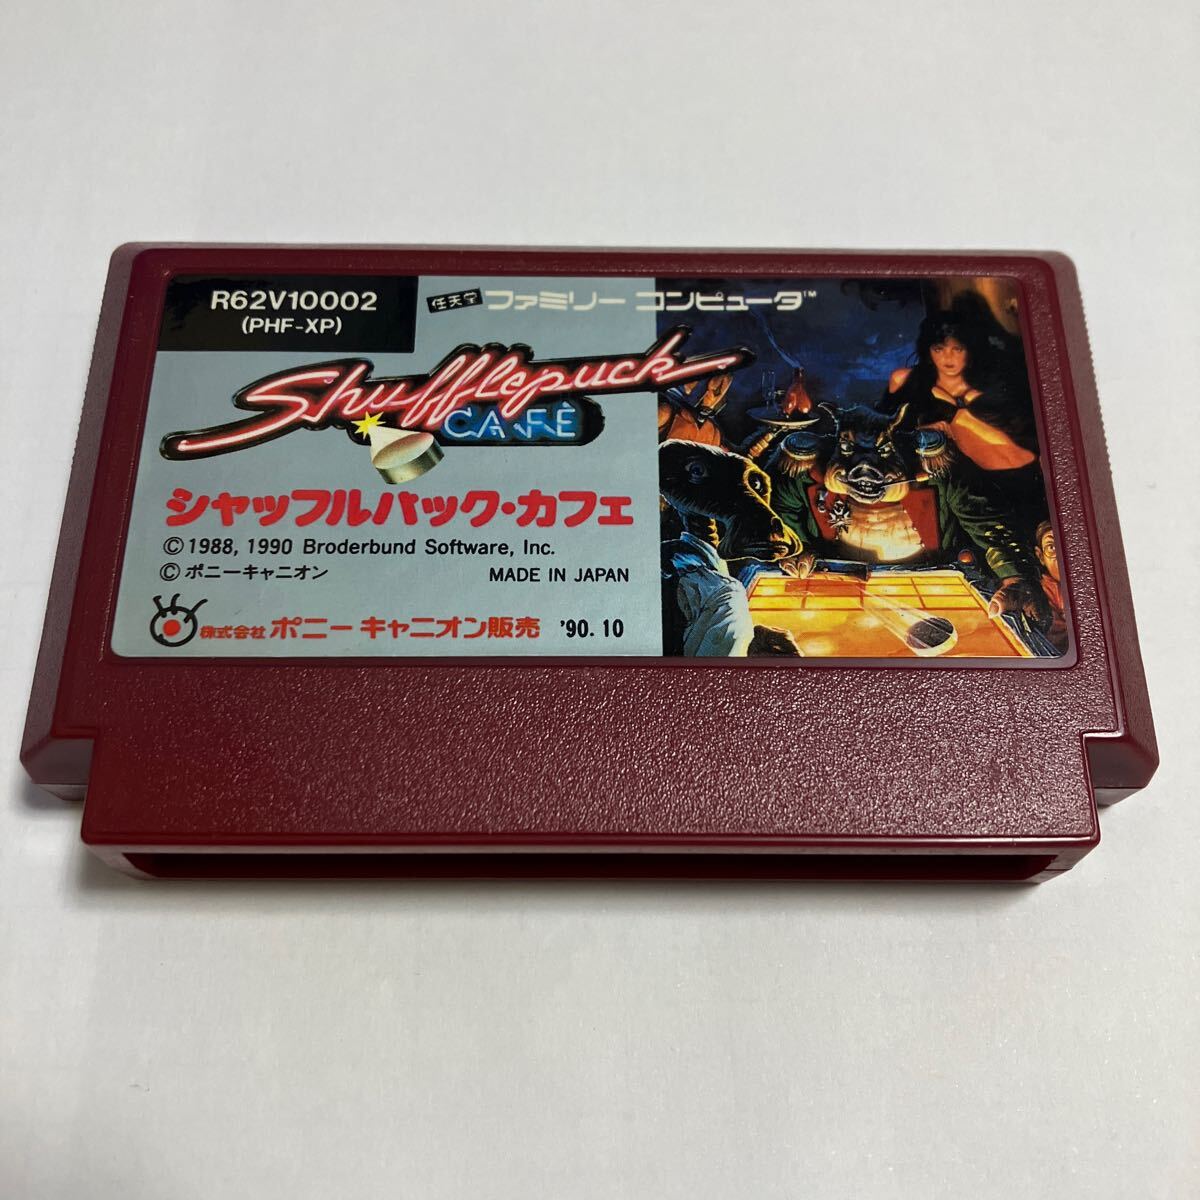 R62V10002
(PHF-XP)
任天堂 ファミリー コンピュータ™
Shufflepuck
CAFÉ
シャッフルパック・カフェ
© 1988, 1990 Broderbund Software, Inc.
© ポニーキャニオン MADE IN JAPAN
株式会社 ポニーキャニオン販売 '90.10